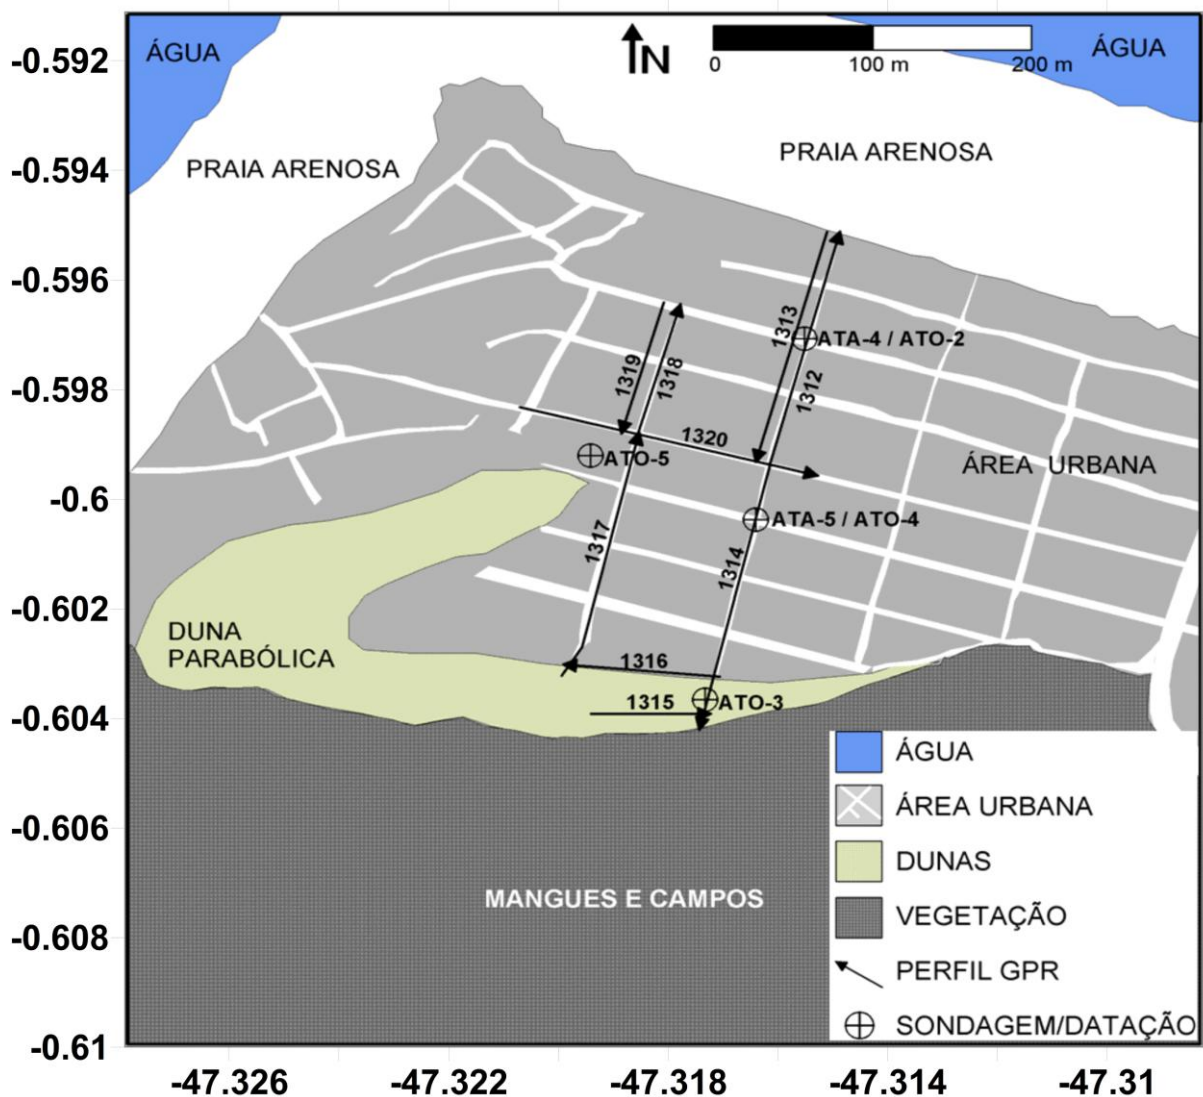 ÁGUA
N
0
100 m
200 m
ÁGUA
PRAIA ARENOSA
PRAIA ARENOSA
-0.592
-0.594
-0.596
-0.598
-0.6
-0.602
-0.604
-0.606
-0.608
-0.61
1313
ATA-4 / ATO-2
1319
1318
1312
1320
ATO-5
ÁREA URBANA
ATA-5 / ATO-4
1317
1314
DUNA
PARABÓLICA
1316
1315
ATO-3
MANGUES E CAMPOS
ÁGUA
ÁREA URBANA
DUNAS
VEGETAÇÃO
PERFIL GPR
SONDAGEM/DATAÇÃO
-47.326
-47.322
-47.318
-47.314
-47.31